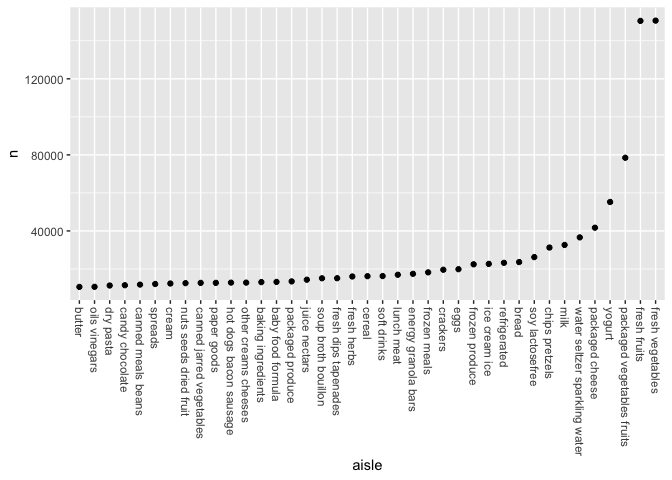 120000
80000
40000
n
butter
oils vinegars
dry pasta
candy chocolate
canned meals beans
spreads
cream
nuts seeds dried fruit
canned jarred vegetables
paper goods
hot dogs bacon sausage
other creams cheeses
baking ingredients
baby food formula
packaged produce
juice nectars
soup broth bouillon
fresh dips tapenades
fresh herbs
cereal
soft drinks
lunch meat
energy granola bars
frozen meals
crackers
eggs
frozen produce
ice cream ice
refrigerated
bread
soy lactosefree
chips pretzels
milk
water seltzer sparkling water
packaged cheese
yogurt
packaged vegetables fruits
fresh fruits
fresh vegetables
aisle